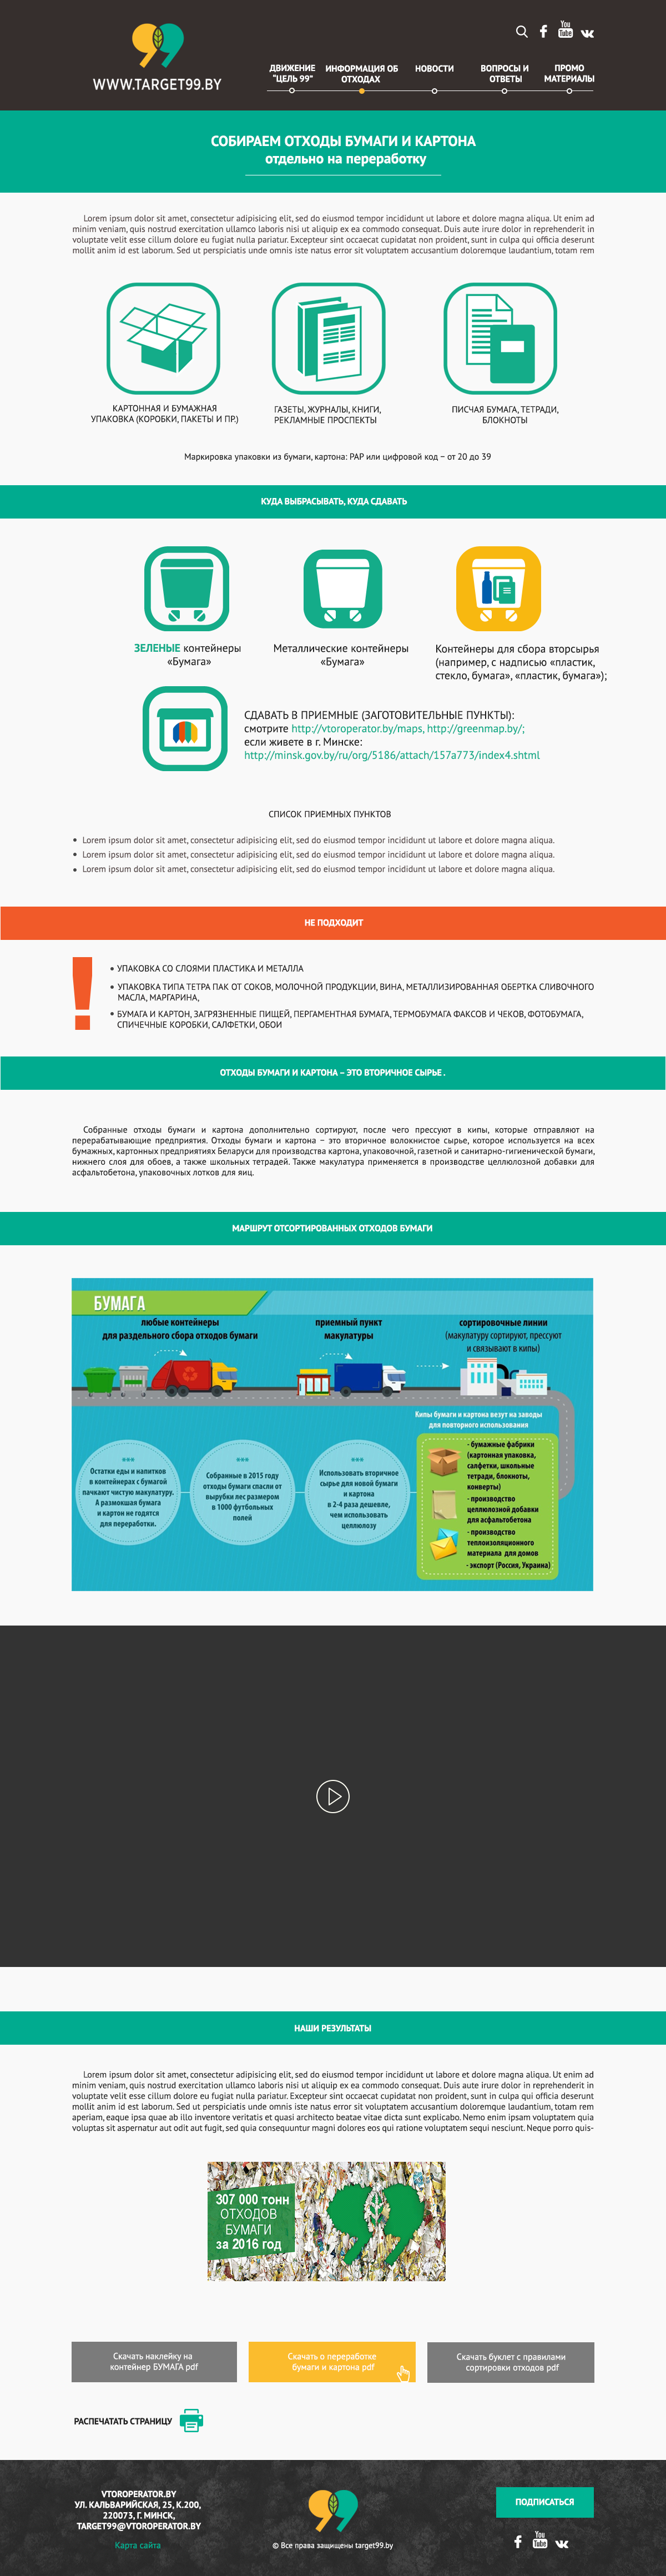 You
Tube
WWW.TARGET99.BY
ДВИЖЕНИЕ
"ЦЕЛЬ 99"
ИНФОРМАЦИЯ ОБ
ОТХОДАХ
НОВОСТИ
ВОПРОСЫ И
ОТВЕТЫ
ПРОМО
МАТЕРИАЛЫ
СОБИРАЕМ ОТХОДЫ БУМАГИ И КАРТОНА
отдельно на переработку
Lorem ipsum dolor sit amet, consectetur adipisicing elit, sed do eiusmod tempor incididunt ut labore et dolore magna aliqua. Ut enim ad
minim veniam, quis nostrud exercitation ullamco laboris nisi ut aliquip ex ea commodo consequat. Duis aute irure dolor in reprehenderit in
voluptate velit esse cillum dolore eu fugiat nulla pariatur. Excepteur sint occaecat cupidatat non proident, sunt in culpa qui officia deserunt
mollit anim id est laborum. Sed ut perspiciatis unde omnis iste natus error sit voluptatem accusantium doloremque laudantium, totam rem
КАРТОННАЯ И БУМАЖНАЯ
УПАКОВКА (КОРОБКИ, ПАКЕТЫ И ПР.)
ГАЗЕТЫ, ЖУРНАЛЫ, КНИГИ,
РЕКЛАМНЫЕ ПРОСПЕКТЫ
ПИСЧАЯ БУМАГА, ТЕТРАДИ,
БЛОКНОТЫ
Маркировка упаковки из бумаги, картона: PAP или цифровой код – от 20 до 39
КУДА ВЫБРАСЫВАТЬ, КУДА СДАВАТЬ
ЗЕЛЕНЫЕ контейнеры
«Бумага»
Металлические контейнеры
«Бумага»
Контейнеры для сбора вторсырья
(например, с надписью «пластик,
стекло, бумага», «пластик, бумага»);
СДАВАТЬ В ПРИЕМНЫЕ (ЗАГОТОВИТЕЛЬНЫЕ ПУНКТЫ):
смотрите http://vtoroperator.by/maps, http://greenmap.by/;
если живете в г. Минске:
http://minsk.gov.by/ru/org/5186/attach/157a773/index4.shtml
СПИСОК ПРИЕМНЫХ ПУНКТОВ
• Lorem ipsum dolor sit amet, consectetur adipisicing elit, sed do eiusmod tempor incididunt ut labore et dolore magna aliqua.
• Lorem ipsum dolor sit amet, consectetur adipisicing elit, sed do eiusmod tempor incididunt ut labore et dolore magna aliqua.
• Lorem ipsum dolor sit amet, consectetur adipisicing elit, sed do eiusmod tempor incididunt ut labore et dolore magna aliqua.
НЕ ПОДХОДИТ
!
• УПАКОВКА СО СЛОЯМИ ПЛАСТИКА И МЕТАЛЛА
• УПАКОВКА ТИПА ТЕТРА ПАК ОТ СОКОВ, МОЛОЧНОЙ ПРОДУКЦИИ, ВИНА, МЕТАЛЛИЗИРОВАННАЯ ОБЕРТКА СЛИВОЧНОГО
МАСЛА, МАРГАРИНА,
• БУМАГА И КАРТОН, ЗАГРЯЗНЕННЫЕ ПИЩЕЙ, ПЕРГАМЕНТНАЯ БУМАГА, ТЕРМОБУМАГА ФАКСОВ И ЧЕКОВ, ФОТОБУМАГА,
СПИЧЕЧНЫЕ КОРОБКИ, САЛФЕТКИ, ОБОИ
ОТХОДЫ БУМАГИ И КАРТОНА – ЭТО ВТОРИЧНОЕ СЫРЬЕ .
Собранные отходы бумаги и картона дополнительно сортируют, после чего прессуют в кипы, которые отправляют на
перерабатывающие предприятия. Отходы бумаги и картона – это вторичное волокнистое сырье, которое используется на всех
бумажных, картонных предприятиях Беларуси для производства картона, упаковочной, газетной и санитарно-гигиенической бумаги,
нижнего слоя для обоев, а также школьных тетрадей. Также макулатура применяется в производстве целлюлозной добавки для
асфальтобетона, упаковочных лотков для яиц.
МАРШРУТ ОТСОРТИРОВАННЫХ ОТХОДОВ БУМАГИ
БУМАГА
любые контейнеры
для раздельного сбора отходов бумаги
приемный пункт
макулатуры
сортировочные линии
(макулатуру сортируют, прессуют
и связывают в кипы)
Кипы бумаги и картона везут на заводы
для повторного использования
***
Остатки еды и напитков
в контейнерах с бумагой
пачкают чистую макулатуру.
А размокшая бумага
и картон не годятся
для переработки.
***
Собранные в 2015 году
отходы бумаги спасли от
вырубки лес размером
в 1000 футбольных
полей
***
Использовать вторичное
сырье для новой бумаги
и картона
в 2-4 раза дешевле,
чем использовать
целлюлозу
- бумажные фабрики
(картонная упаковка,
салфетки, школьные
тетради, блокноты,
конверты)
- производство
целлюлозной добавки
для асфальтобетона
- производство
теплоизоляционного
материала для домов
- экспорт (Россия, Украина)
НАШИ РЕЗУЛЬТАТЫ
Lorem ipsum dolor sit amet, consectetur adipisicing elit, sed do eiusmod tempor incididunt ut labore et dolore magna aliqua. Ut enim ad
minim veniam, quis nostrud exercitation ullamco laboris nisi ut aliquip ex ea commodo consequat. Duis aute irure dolor in reprehenderit in
voluptate velit esse cillum dolore eu fugiat nulla pariatur. Excepteur sint occaecat cupidatat non proident, sunt in culpa qui officia deserunt
mollit anim id est laborum. Sed ut perspiciatis unde omnis iste natus error sit voluptatem accusantium doloremque laudantium, totam rem
aperiam, eaque ipsa quae ab illo inventore veritatis et quasi architecto beatae vitae dicta sunt explicabo. Nemo enim ipsam voluptatem quia
voluptas sit aspernatur aut odit aut fugit, sed quia consequuntur magni dolores eos qui ratione voluptatem sequi nesciunt. Neque porro quis-
307 000 тонн
ОТХОДОВ
БУМАГИ
за 2016 год
Скачать наклейку на
контейнер БУМАГА pdf
Скачать о переработке
бумаги и картона pdf
Скачать буклет с правилами
сортировки отходов pdf
РАСПЕЧАТАТЬ СТРАНИЦУ
VTOROPERATOR.BY
УЛ. КАЛЬВАРИЙСКАЯ, 25, К.200,
220073, Г. МИНСК,
TARGET99@VTOROPERATOR.BY
Карта сайта
© Все права защищены target99.by
ПОДПИСАТЬСЯ
You
Tube